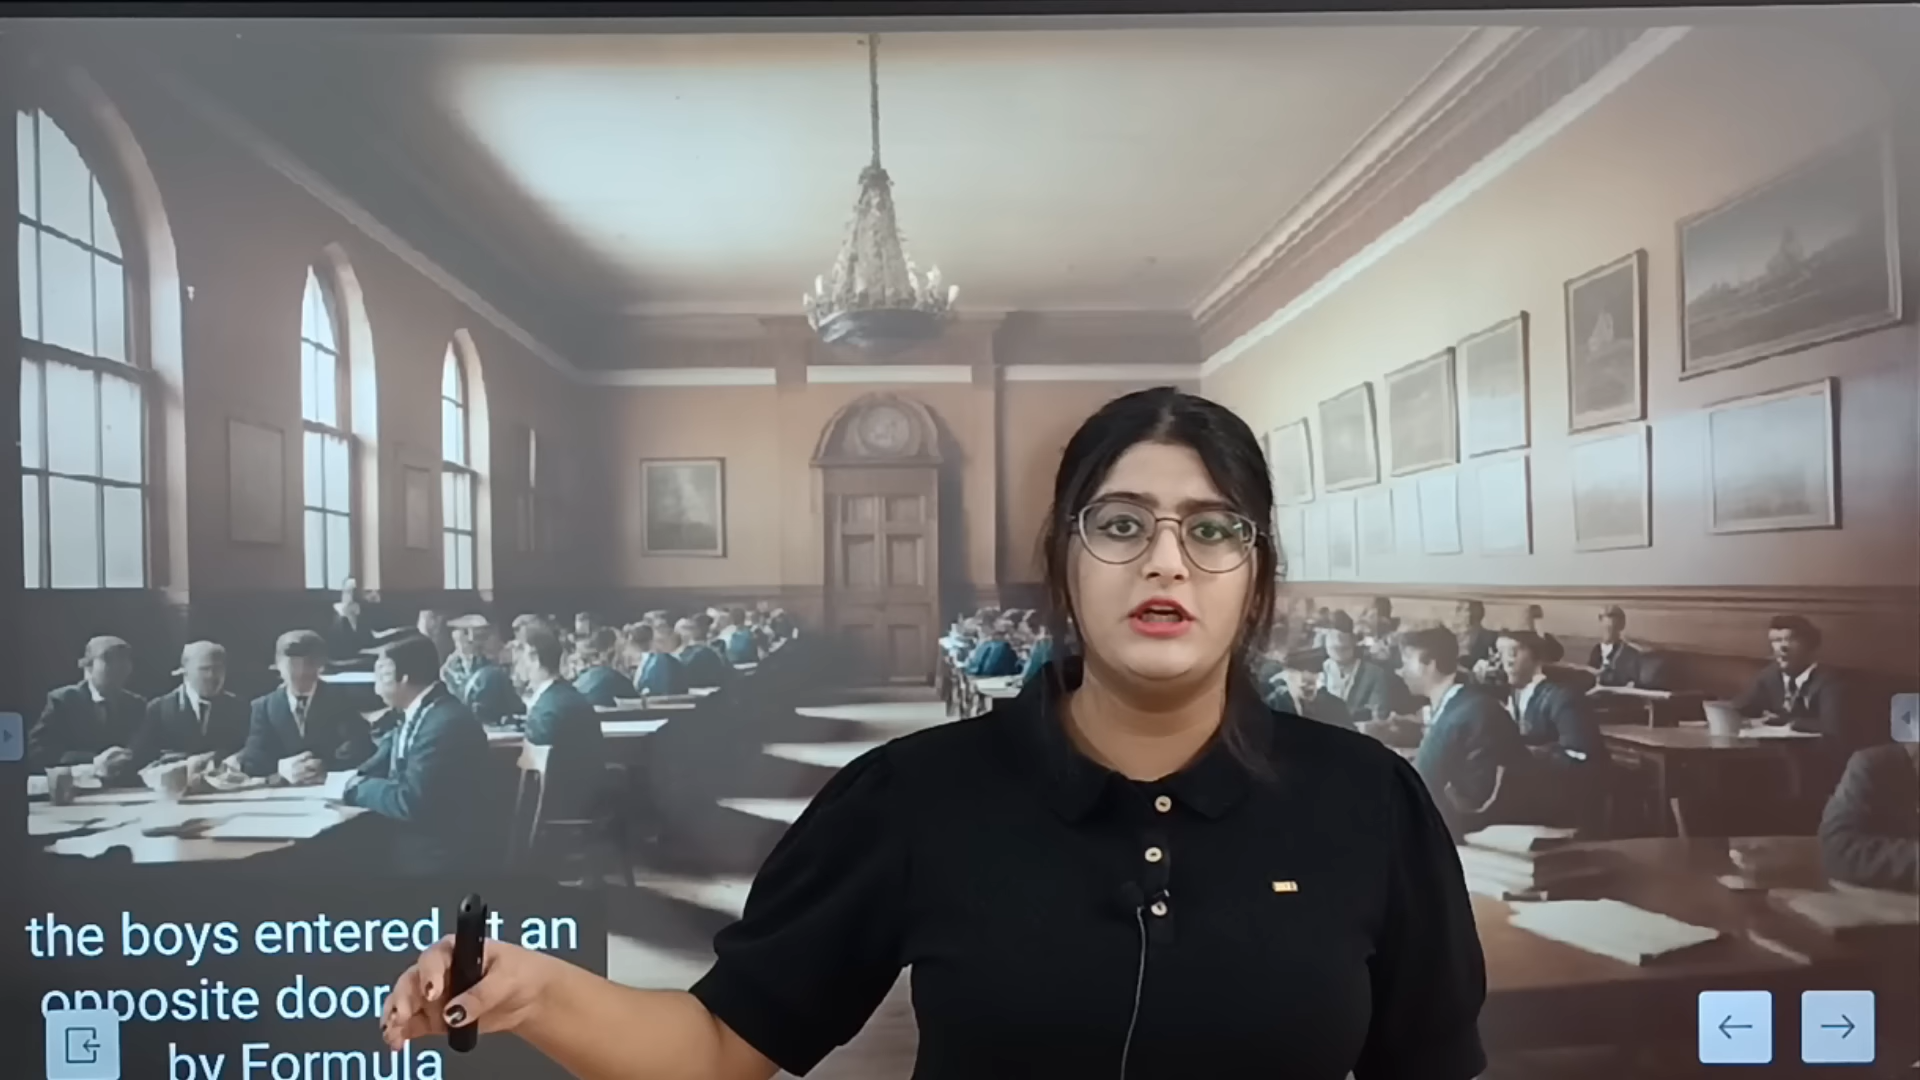 the boys entered t an
opposite door
by Formula